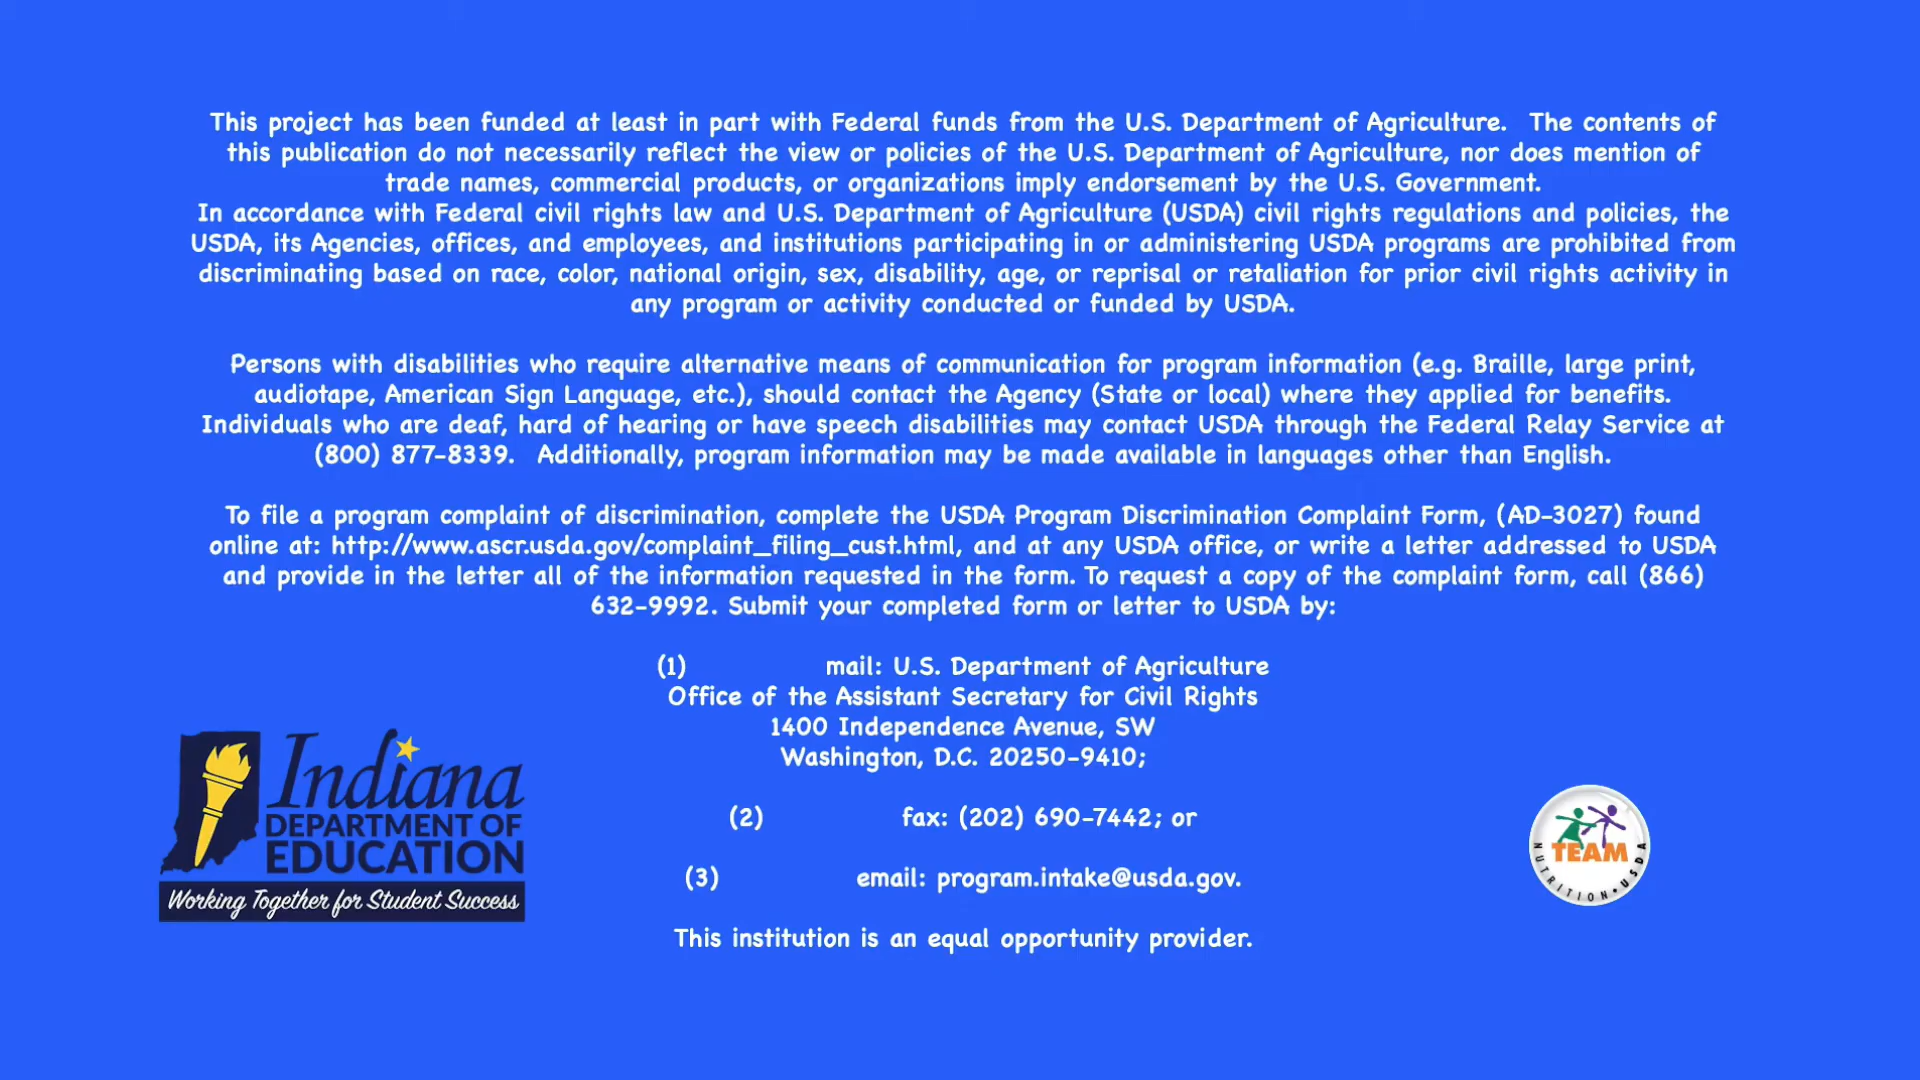 This project has been funded at least in part with Federal funds from the U.S. Department of Agriculture.  The contents of
this publication do not necessarily reflect the view or policies of the U.S. Department of Agriculture, nor does mention of
trade names, commercial products, or organizations imply endorsement by the U.S. Government.
In accordance with Federal civil rights law and U.S. Department of Agriculture (USDA) civil rights regulations and policies, the
USDA, its Agencies, offices, and employees, and institutions participating in or administering USDA programs are prohibited from
discriminating based on race, color, national origin, sex, disability, age, or reprisal or retaliation for prior civil rights activity in
any program or activity conducted or funded by USDA.
Persons with disabilities who require alternative means of communication for program information (e.g. Braille, large print,
audiotape, American Sign Language, etc.), should contact the Agency (State or local) where they applied for benefits.
Individuals who are deaf, hard of hearing or have speech disabilities may contact USDA through the Federal Relay Service at
(800) 877-8339.  Additionally, program information may be made available in languages other than English.
To file a program complaint of discrimination, complete the USDA Program Discrimination Complaint Form, (AD-3027) found
online at: http://www.ascr.usda.gov/complaint_filing_cust.html, and at any USDA office, or write a letter addressed to USDA
and provide in the letter all of the information requested in the form. To request a copy of the complaint form, call (866)
632-9992. Submit your completed form or letter to USDA by:
(1) mail: U.S. Department of Agriculture
Office of the Assistant Secretary for Civil Rights
1400 Independence Avenue, SW
Washington, D.C. 20250-9410;
(2) fax: (202) 690-7442; or
(3) email: program.intake@usda.gov.
This institution is an equal opportunity provider.
Indiana
DEPARTMENT OF
EDUCATION
Working Together for Student Success
TEAM
NUTRITION • USDA